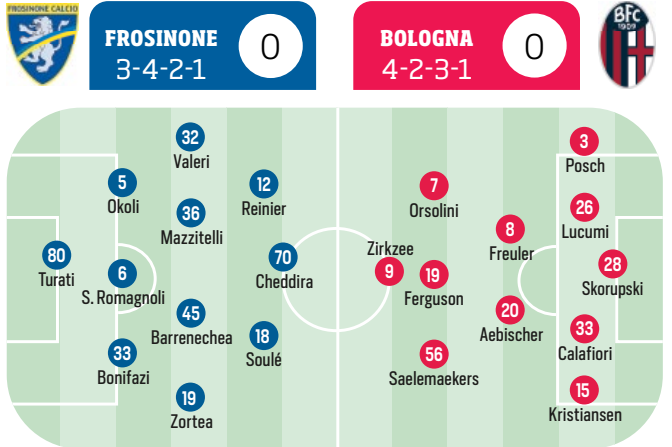 FROSINONE CALCIO
FROSINONE
3-4-2-1
0
BOLOGNA
4-2-3-1
0
BFC
1909
32
Valeri
5
Okoli
12
Reinier
36
Mazzitelli
80
Turati
70
Cheddira
6
S. Romagnoli
45
Barrenechea
18
Soulé
33
Bonifazi
19
Zortea
3
Posch
7
Orsolini
26
Lucumi
8
Freuler
Zirkzee
9
19
Ferguson
28
Skorupski
20
Aebischer
33
Calafiori
56
Saelemaekers
15
Kristiansen